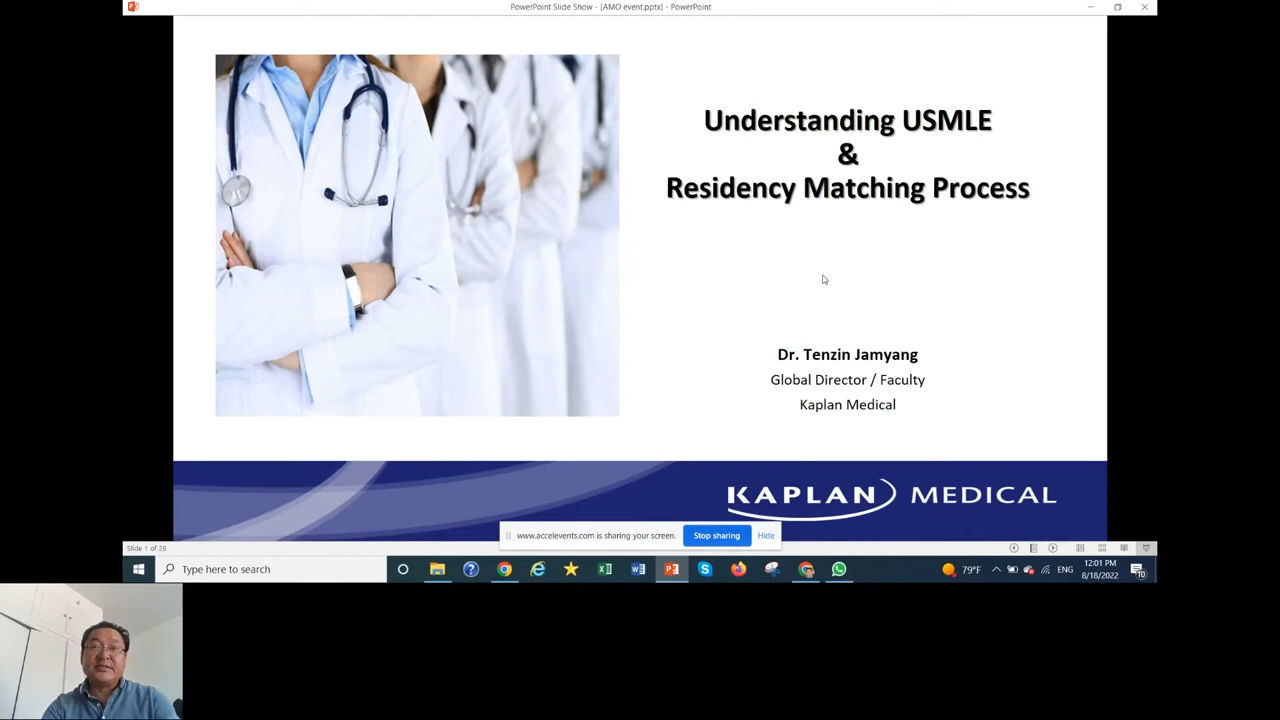 PowerPoint Slide Show - [AMO event.pptx] - PowerPoint
Understanding USMLE
&
Residency Matching Process
Dr. Tenzin Jamyang
Global Director / Faculty
Kaplan Medical
KAPLAN MEDICAL
www.accelevents.com is sharing your screen.
Stop sharing
Hide
Slide 1 of 28
Type here to search
79°F
ENG
12:01 PM
8/18/2022
10